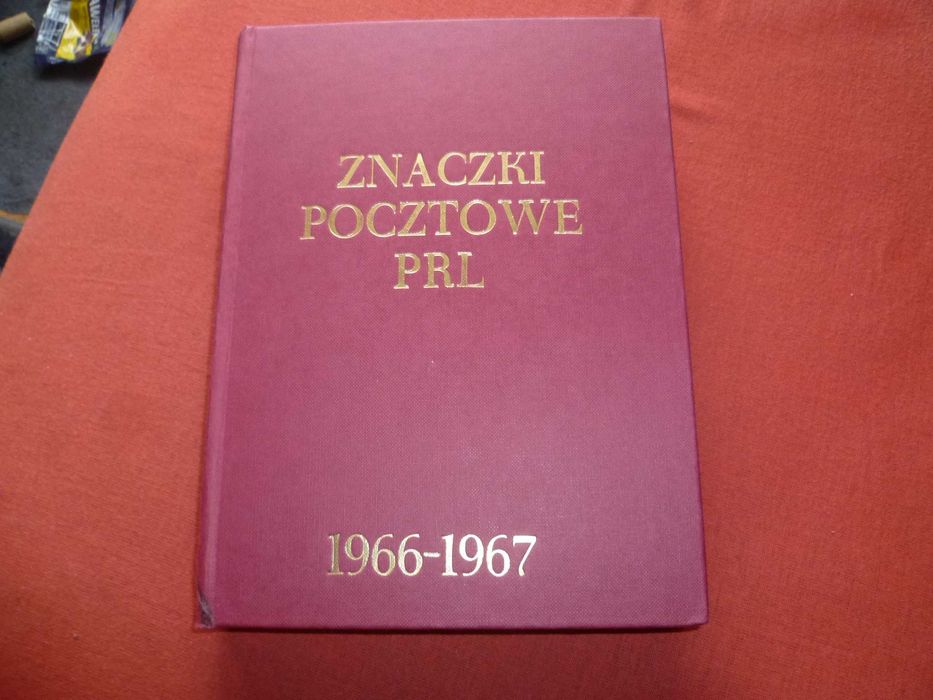 ZNACZKI
POCZTOWE
PRL
1966-1967